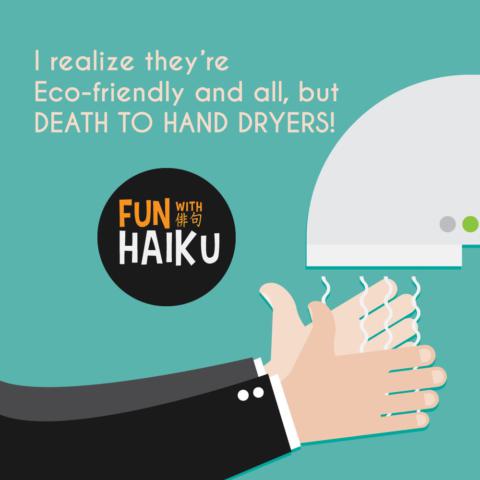 I realize they're
Eco-friendly and all, but
DEATH TO HAND DRYERS!
FUN WITH
俳句
HAIKU